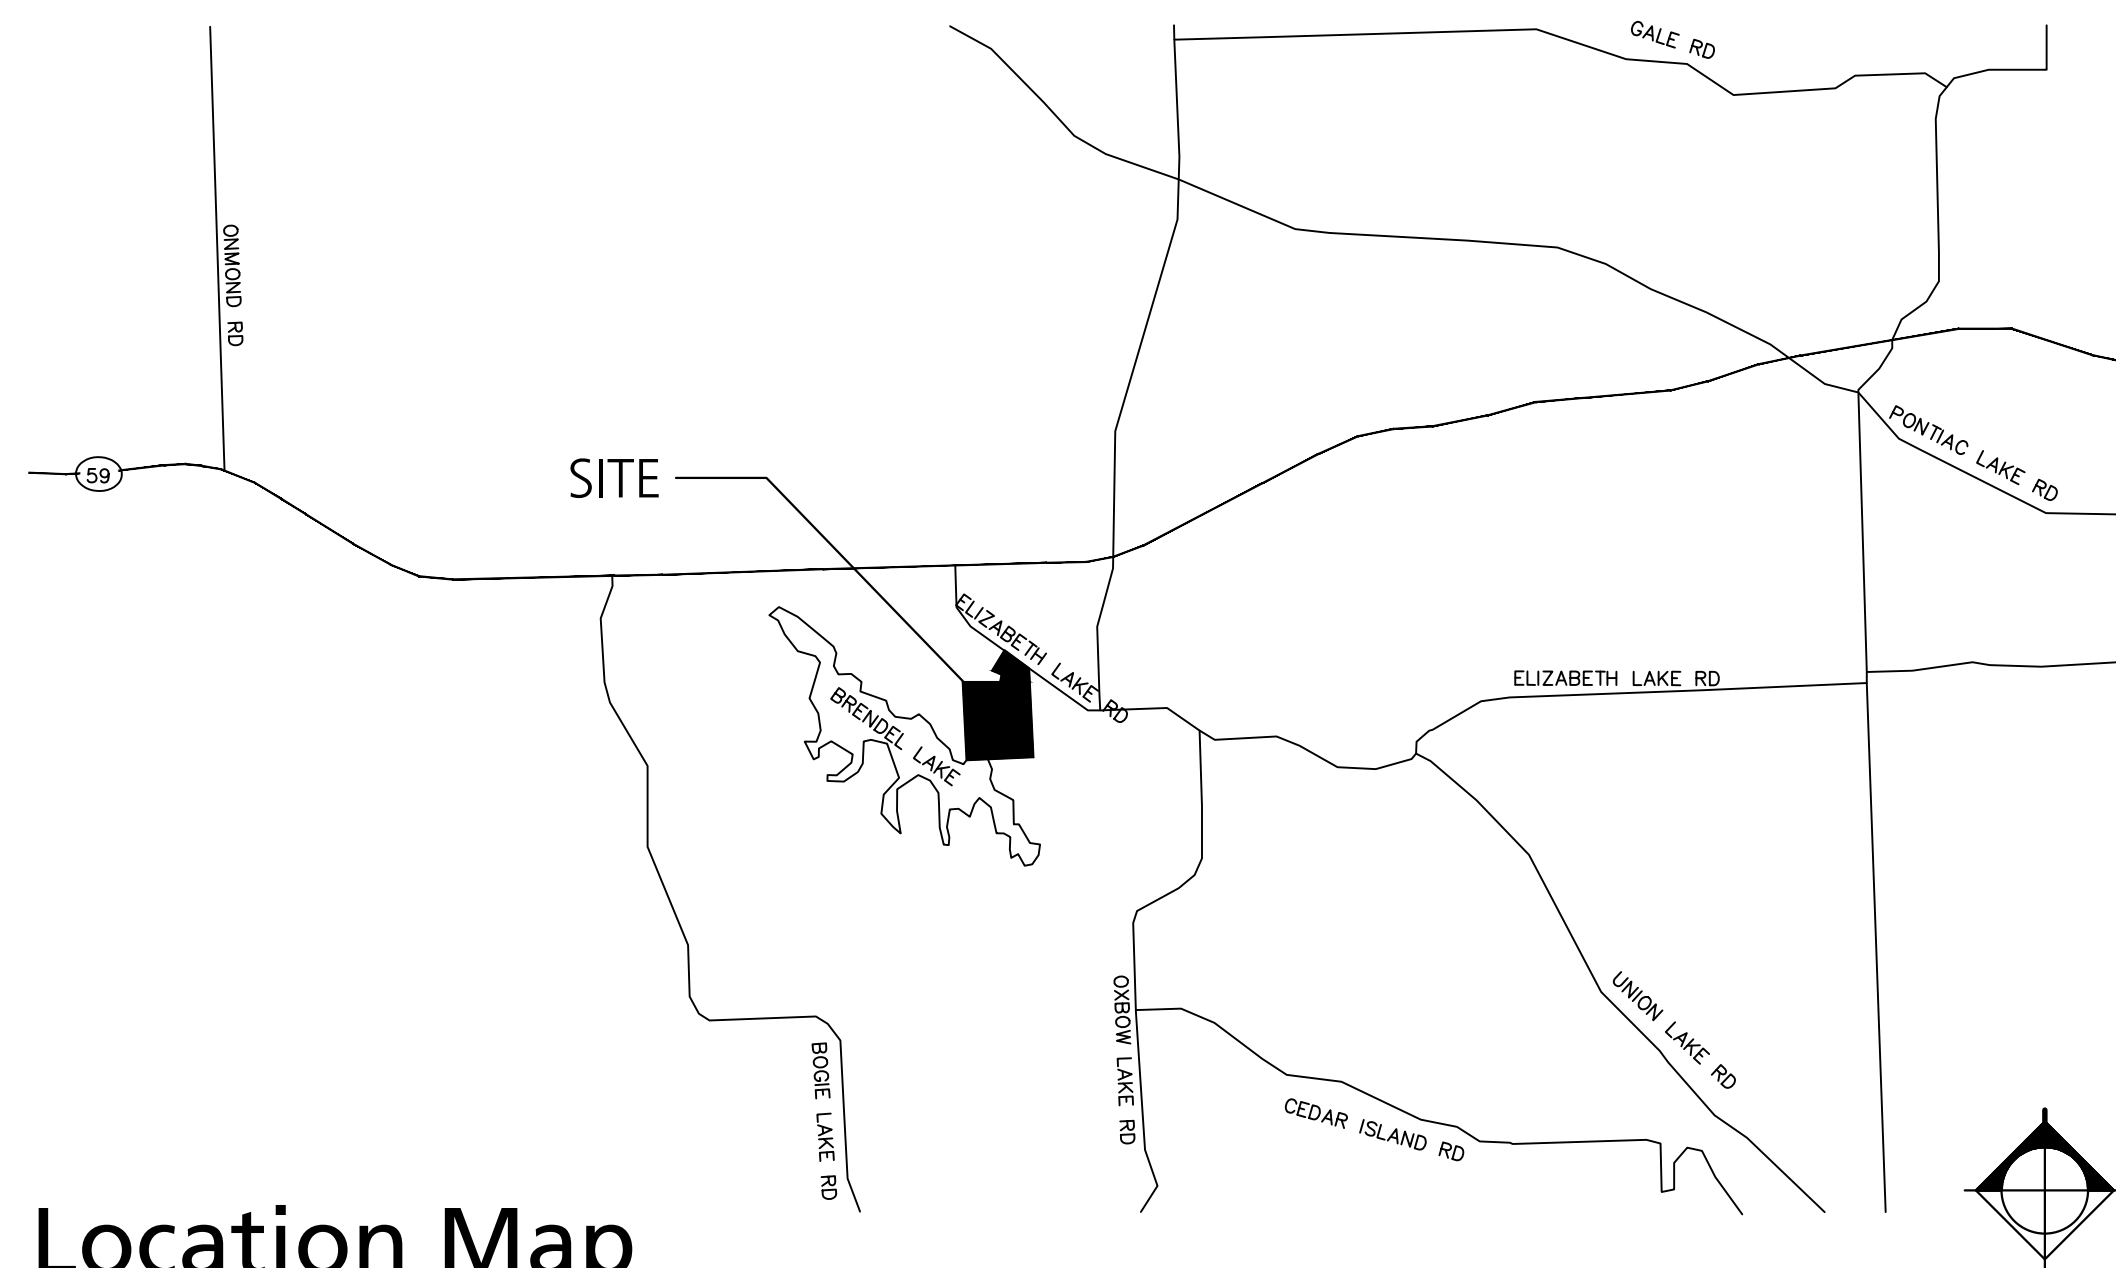 GALE RD
ONMOND RD
59
SITE
PONTIAC LAKE RD
ELIZABETH LAKE RD
ELIZABETH LAKE RD
BRENDEL LAKE
OXBOW LAKE RD
UNION LAKE RD
BOGIE LAKE RD
CEDAR ISLAND RD
Location Map